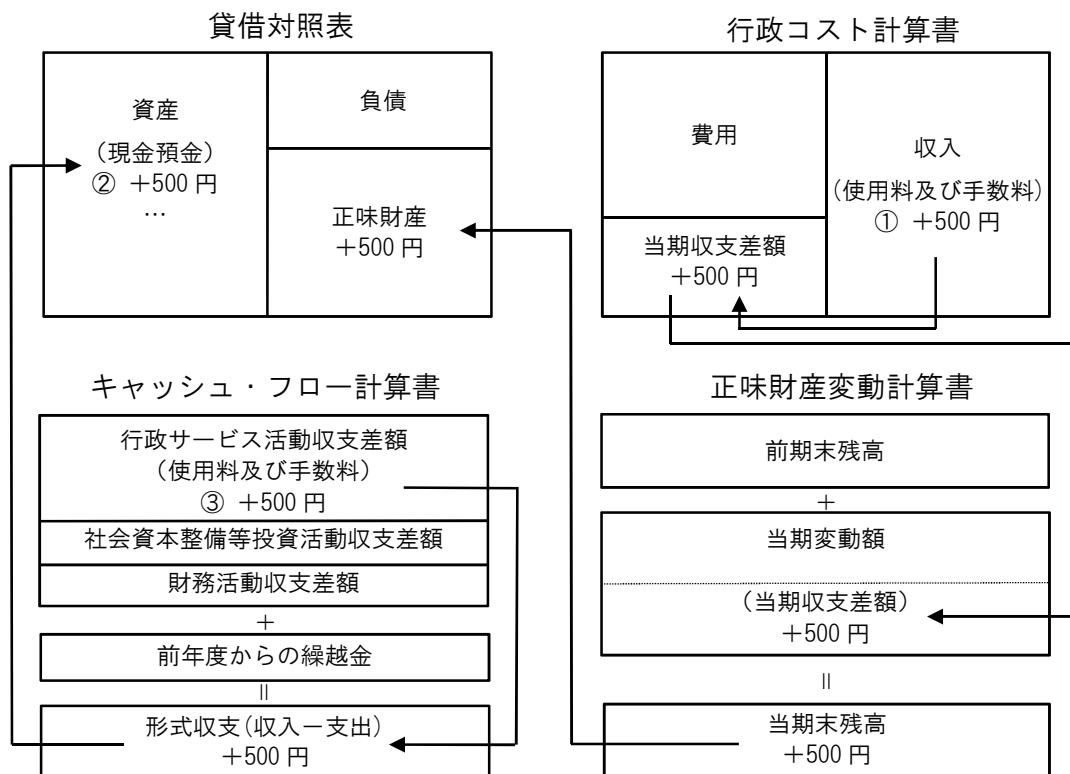 貸借対照表
資産
(現金預金)
② +500 円
…
負債
正味財産
+500 円
行政コスト計算書
費用
当期収支差額
+500 円
収入
(使用料及び手数料)
① +500 円
キャッシュ・フロー計算書
行政サービス活動収支差額
(使用料及び手数料)
③ +500 円
社会資本整備等投資活動収支差額
財務活動収支差額
+
前年度からの繰越金
=
形式収支(収入-支出)
+500 円
正味財産変動計算書
前期末残高
+
当期変動額
(当期収支差額)
+500 円
=
当期末残高
+500 円